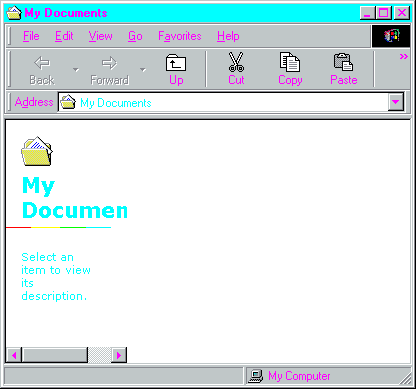 My Documents
File Edit View Go Favorites Help
Back Forward Up Cut Copy Paste »
Address My Documents
My
Documen
Select an
item to view
its
description.
My Computer